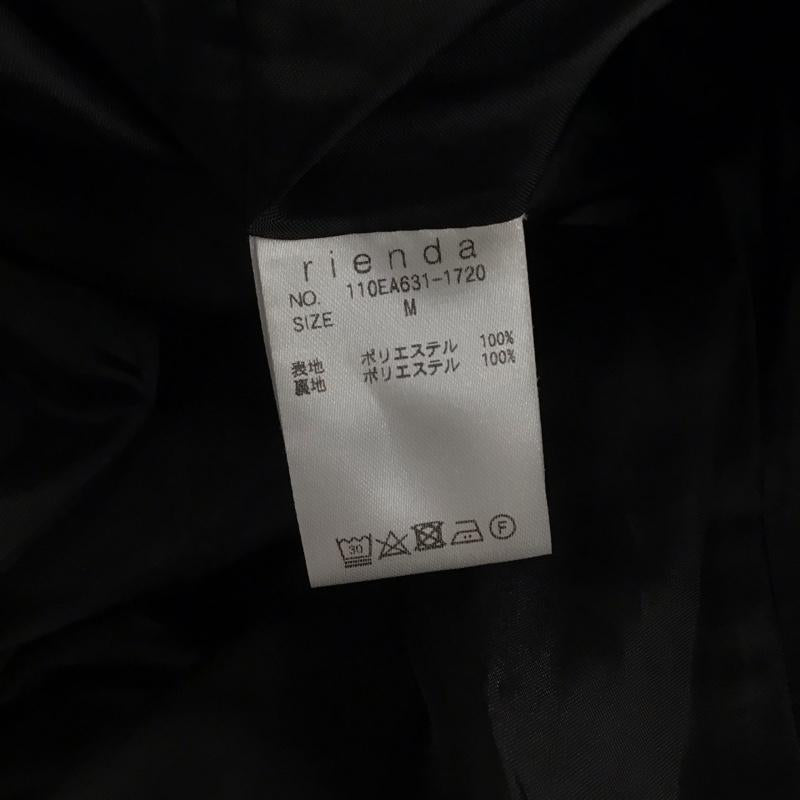 rienda
NO. 110EA631-1720
SIZE M
表地 ポリエステル 100%
裏地 ポリエステル 100%
30 F